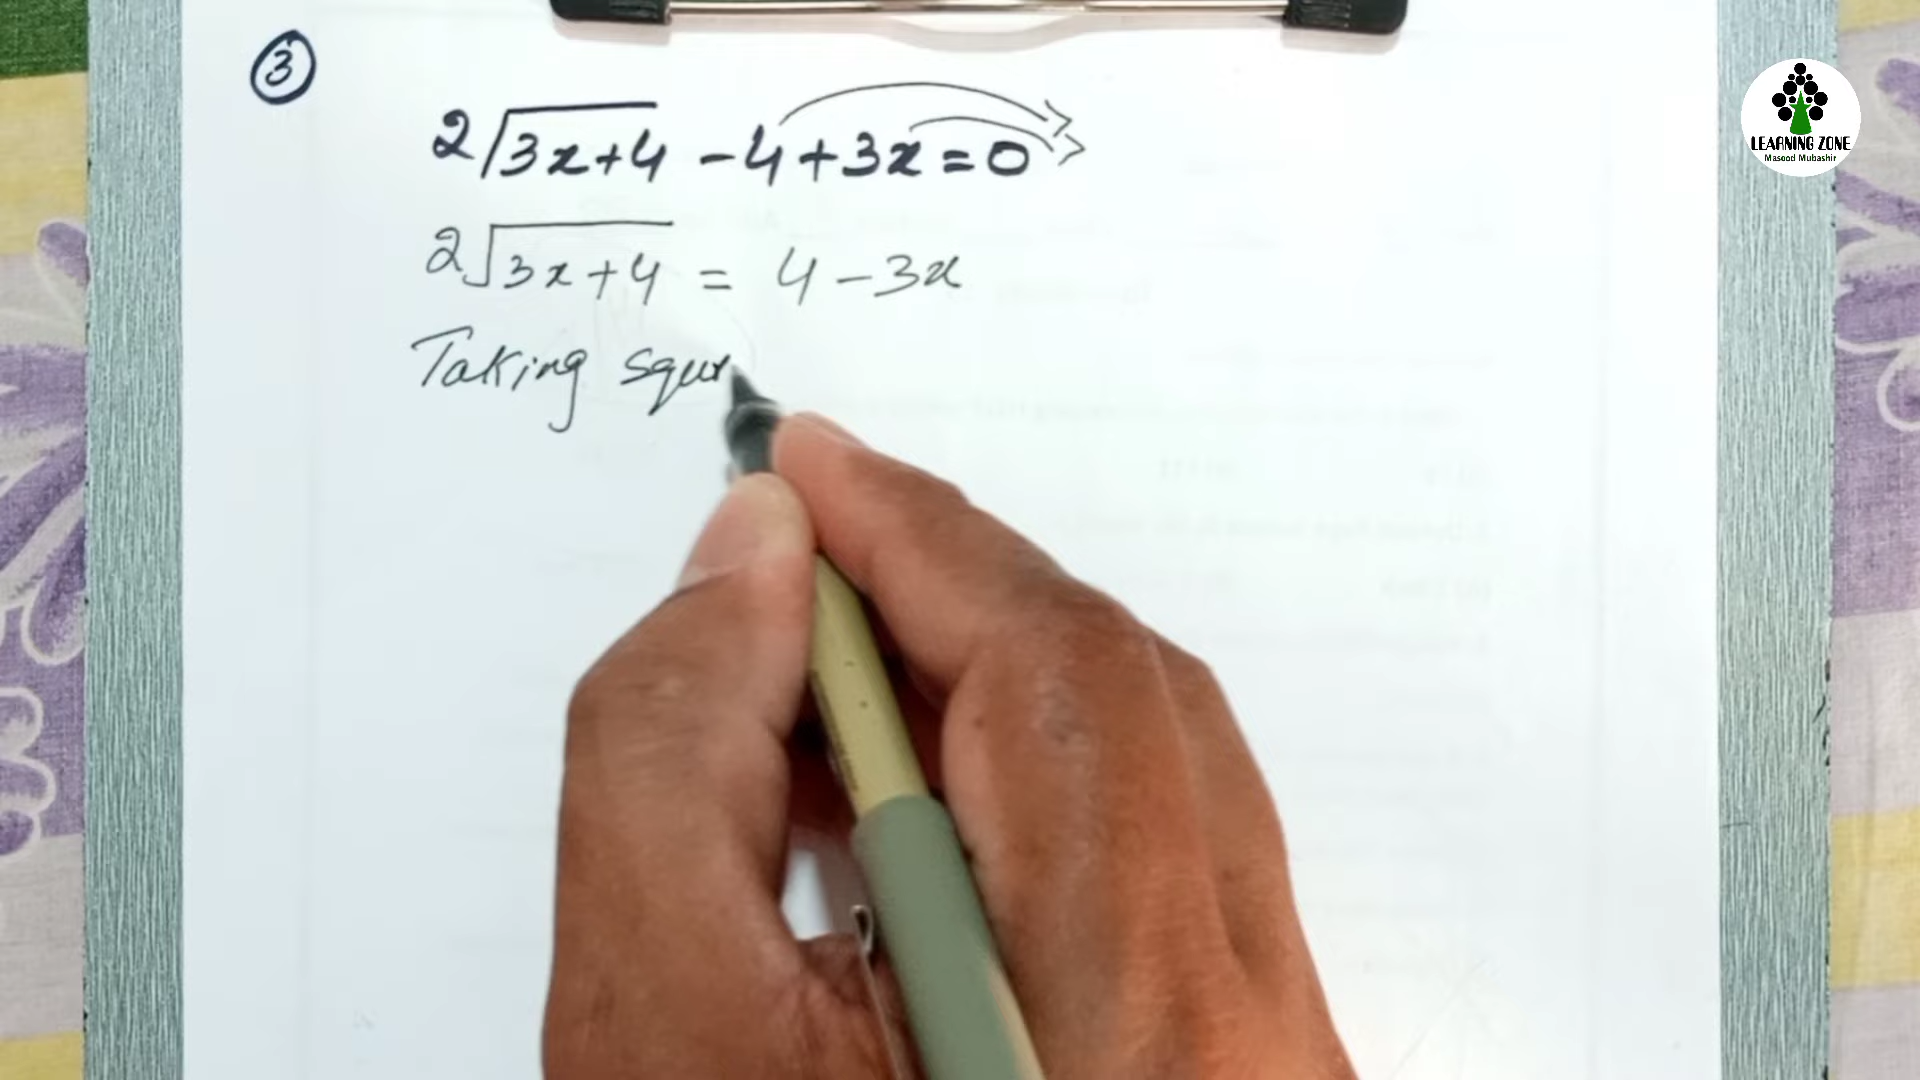 ③
2√(3x+4) -4+3x=0
2√(3x+4) = 4-3x
Taking squr
LEARNING ZONE
Masood Mubashir